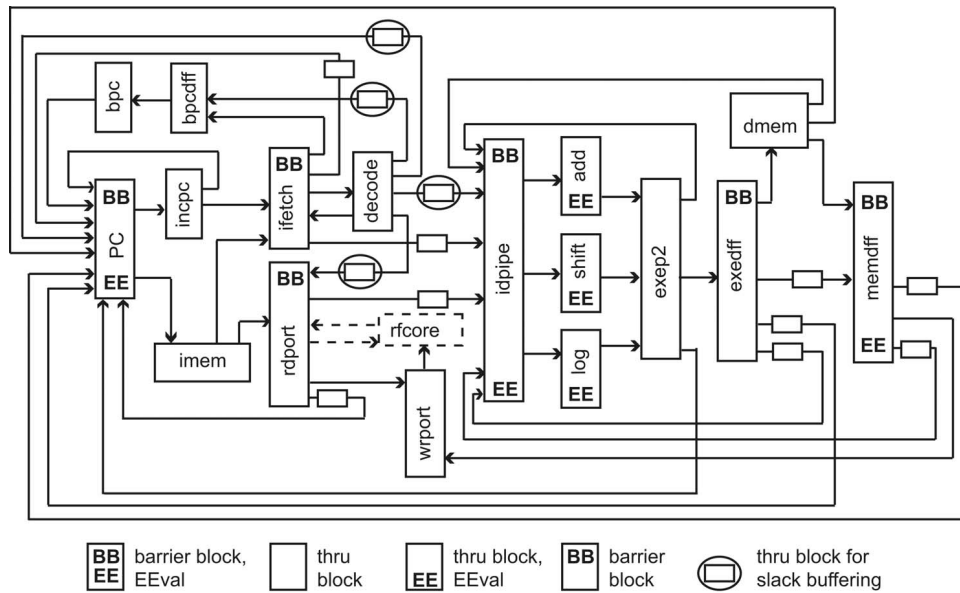 bpc
bpcdff
BB
PC
EE
incpc
BB
ifetch
decode
imem
BB
rdport
rfcore
wrport
BB
idpipe
EE
add
EE
shift
EE
log
EE
exep2
BB
exedff
dmem
BB
memdff
EE
BB
EE
barrier block,
EEval
thru
block
EE
thru block,
EEval
BB
barrier
block
thru block for
slack buffering